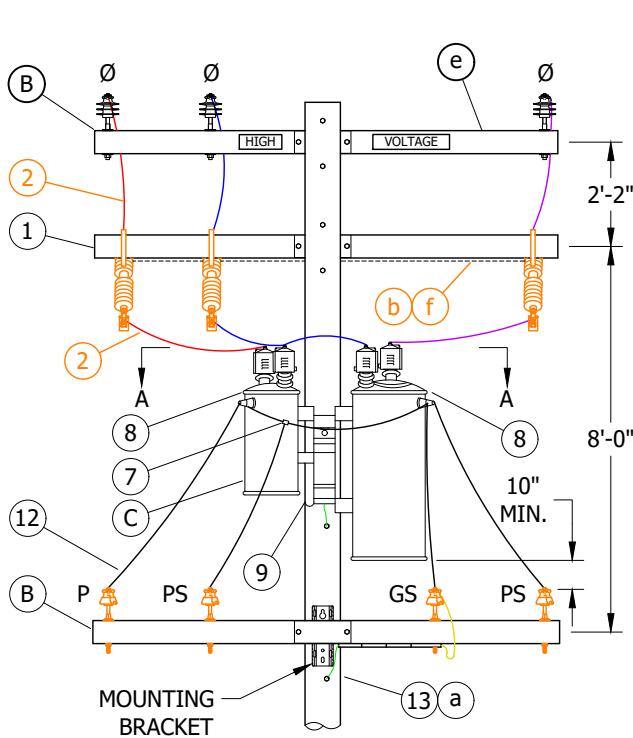 Ø Ø Ø
B e
HIGH VOLTAGE
2
2'-2"
1
b f
2
A A
8 8
8'-0"
7
10"
MIN.
C
12
9
P PS GS PS
B
MOUNTING
BRACKET
13 a